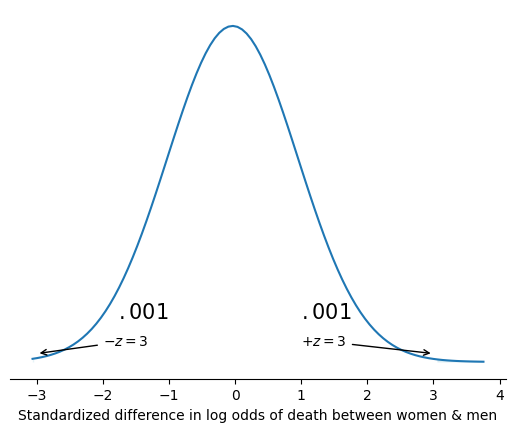 .001 .001
−z = 3 +z = 3
−3 −2 −1 0 1 2 3 4
Standardized difference in log odds of death between women & men